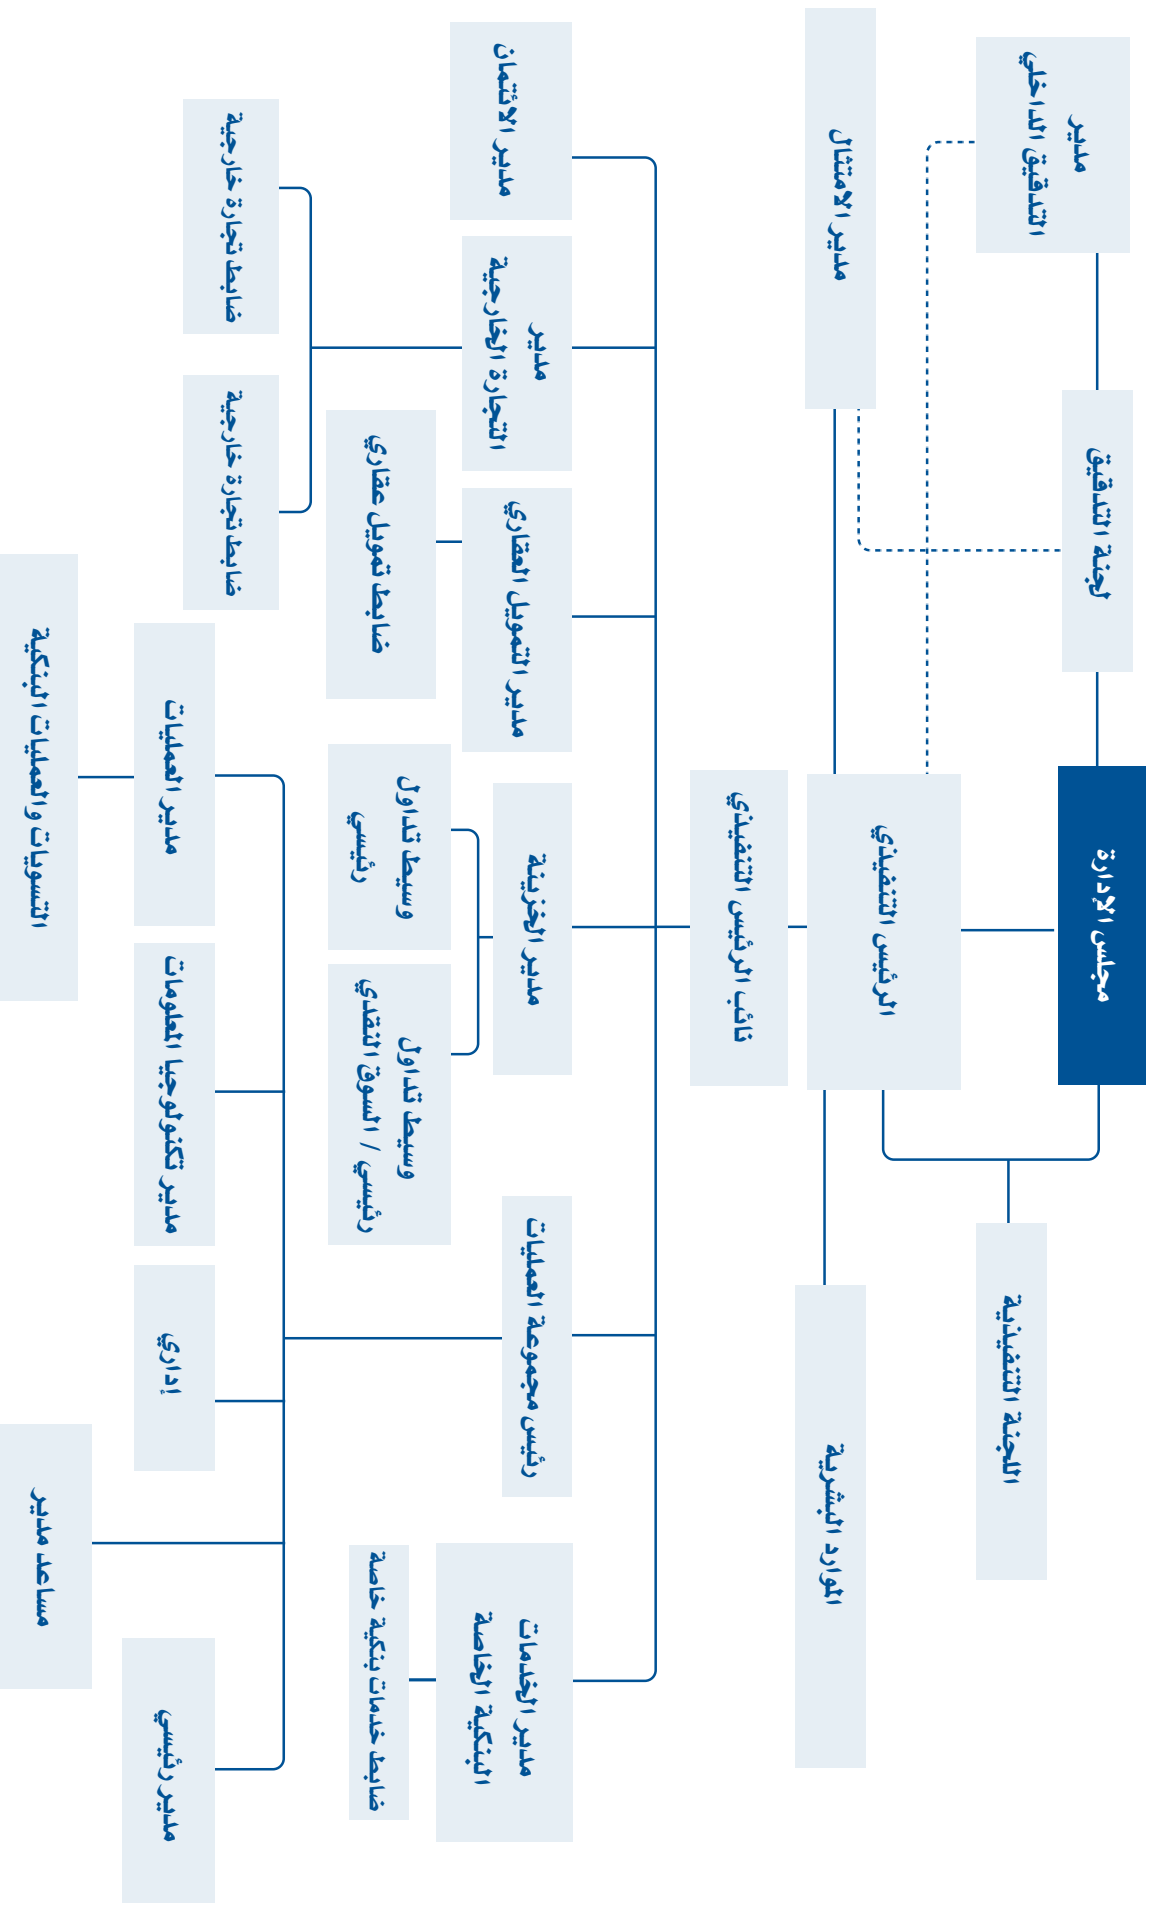 مجلس الإدارة
لجنة التدقيق
مدير
التدقيق الداخلي
اللجنة التنفيذية
الرئيس التنفيذي
مدير الامتثال
الموارد البشرية
نائب الرئيس التنفيذي
مدير الخدمات
البنكية الخاصة
رئيس مجموعة العمليات
مدير الخزينة
مدير التمويل العقاري
مدير
التجارة الخارجية
مدير الائتمان
ضابط خدمات بنكية خاصة
وسيط تداول
رئيسي / السوق النقدي
وسيط تداول
رئيسي
ضابط تمويل عقاري
ضابط تجارة خارجية
ضابط تجارة خارجية
مدير رئيسي
مساعد مدير
إداري
مدير تكنولوجيا المعلومات
مدير العمليات
التسويات والعمليات البنكية